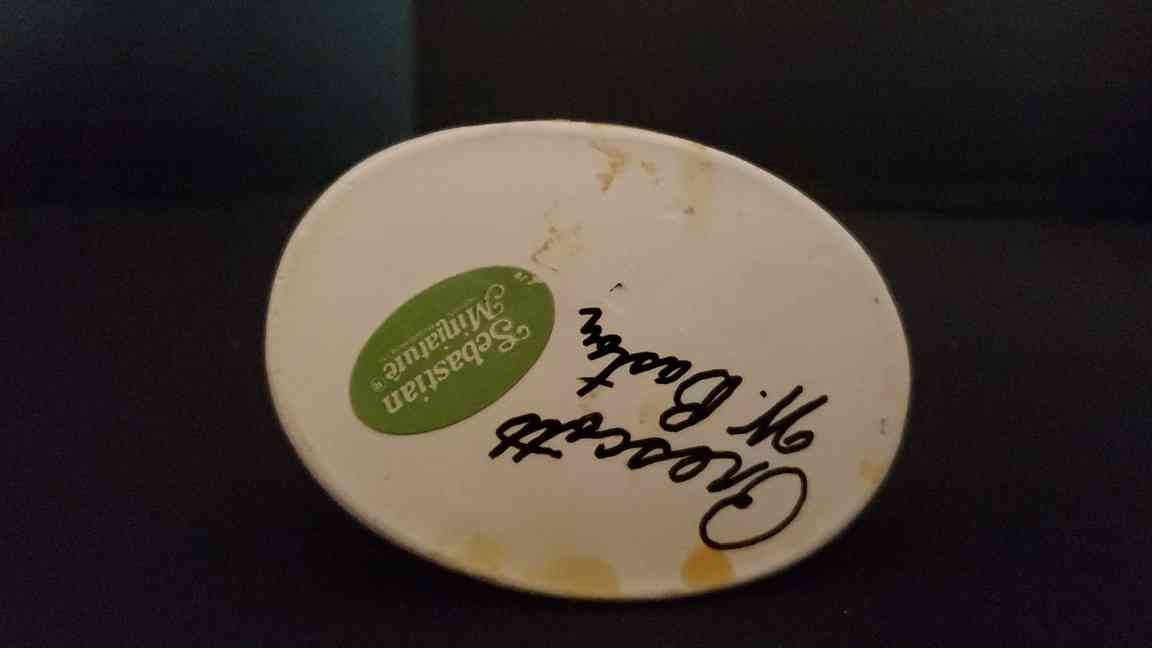 Prescott
W. Baston
Sebastian
Miniature